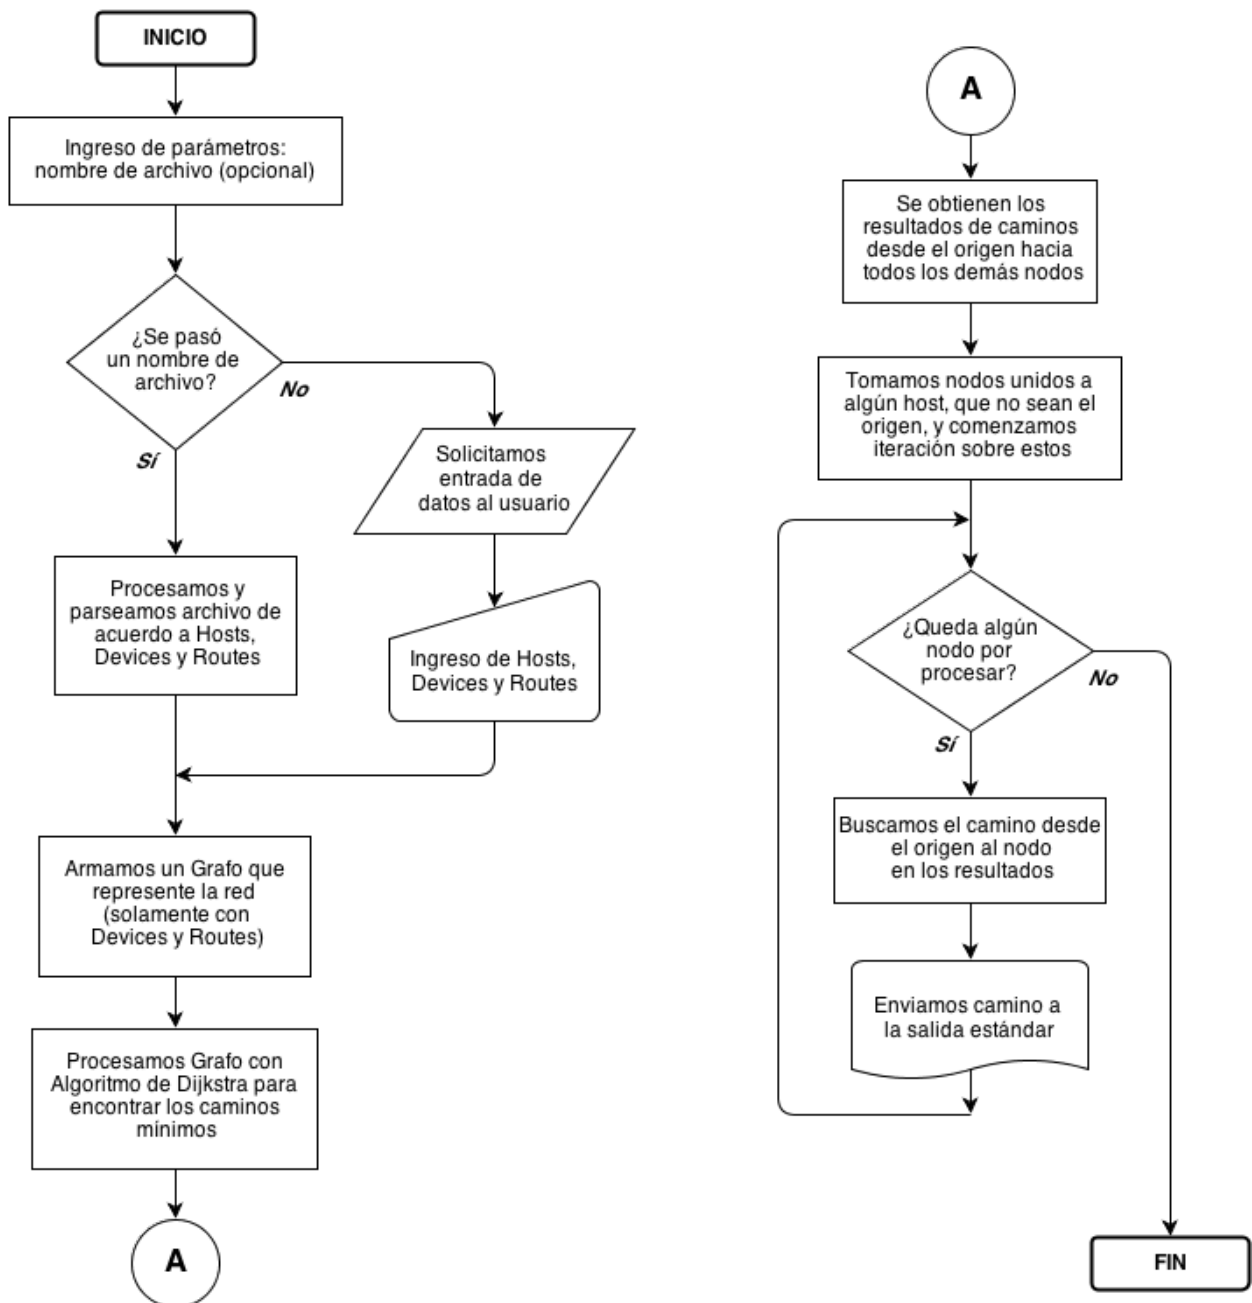 INICIO
Ingreso de parámetros:
nombre de archivo (opcional)
¿Se pasó
un nombre de
archivo?
No
Sí
Solicitamos
entrada de
datos al usuario
Procesamos y
parseamos archivo de
acuerdo a Hosts,
Devices y Routes
Ingreso de Hosts,
Devices y Routes
Armamos un Grafo que
represente la red
(solamente con
Devices y Routes)
Procesamos Grafo con
Algoritmo de Dijkstra para
encontrar los caminos
mínimos
A
A
Se obtienen los
resultados de caminos
desde el origen hacia
todos los demás nodos
Tomamos nodos unidos a
algún host, que no sean el
origen, y comenzamos
iteración sobre estos
¿Queda algún
nodo por
procesar?
No
Sí
Buscamos el camino desde
el origen al nodo
en los resultados
Enviamos camino a
la salida estándar
FIN